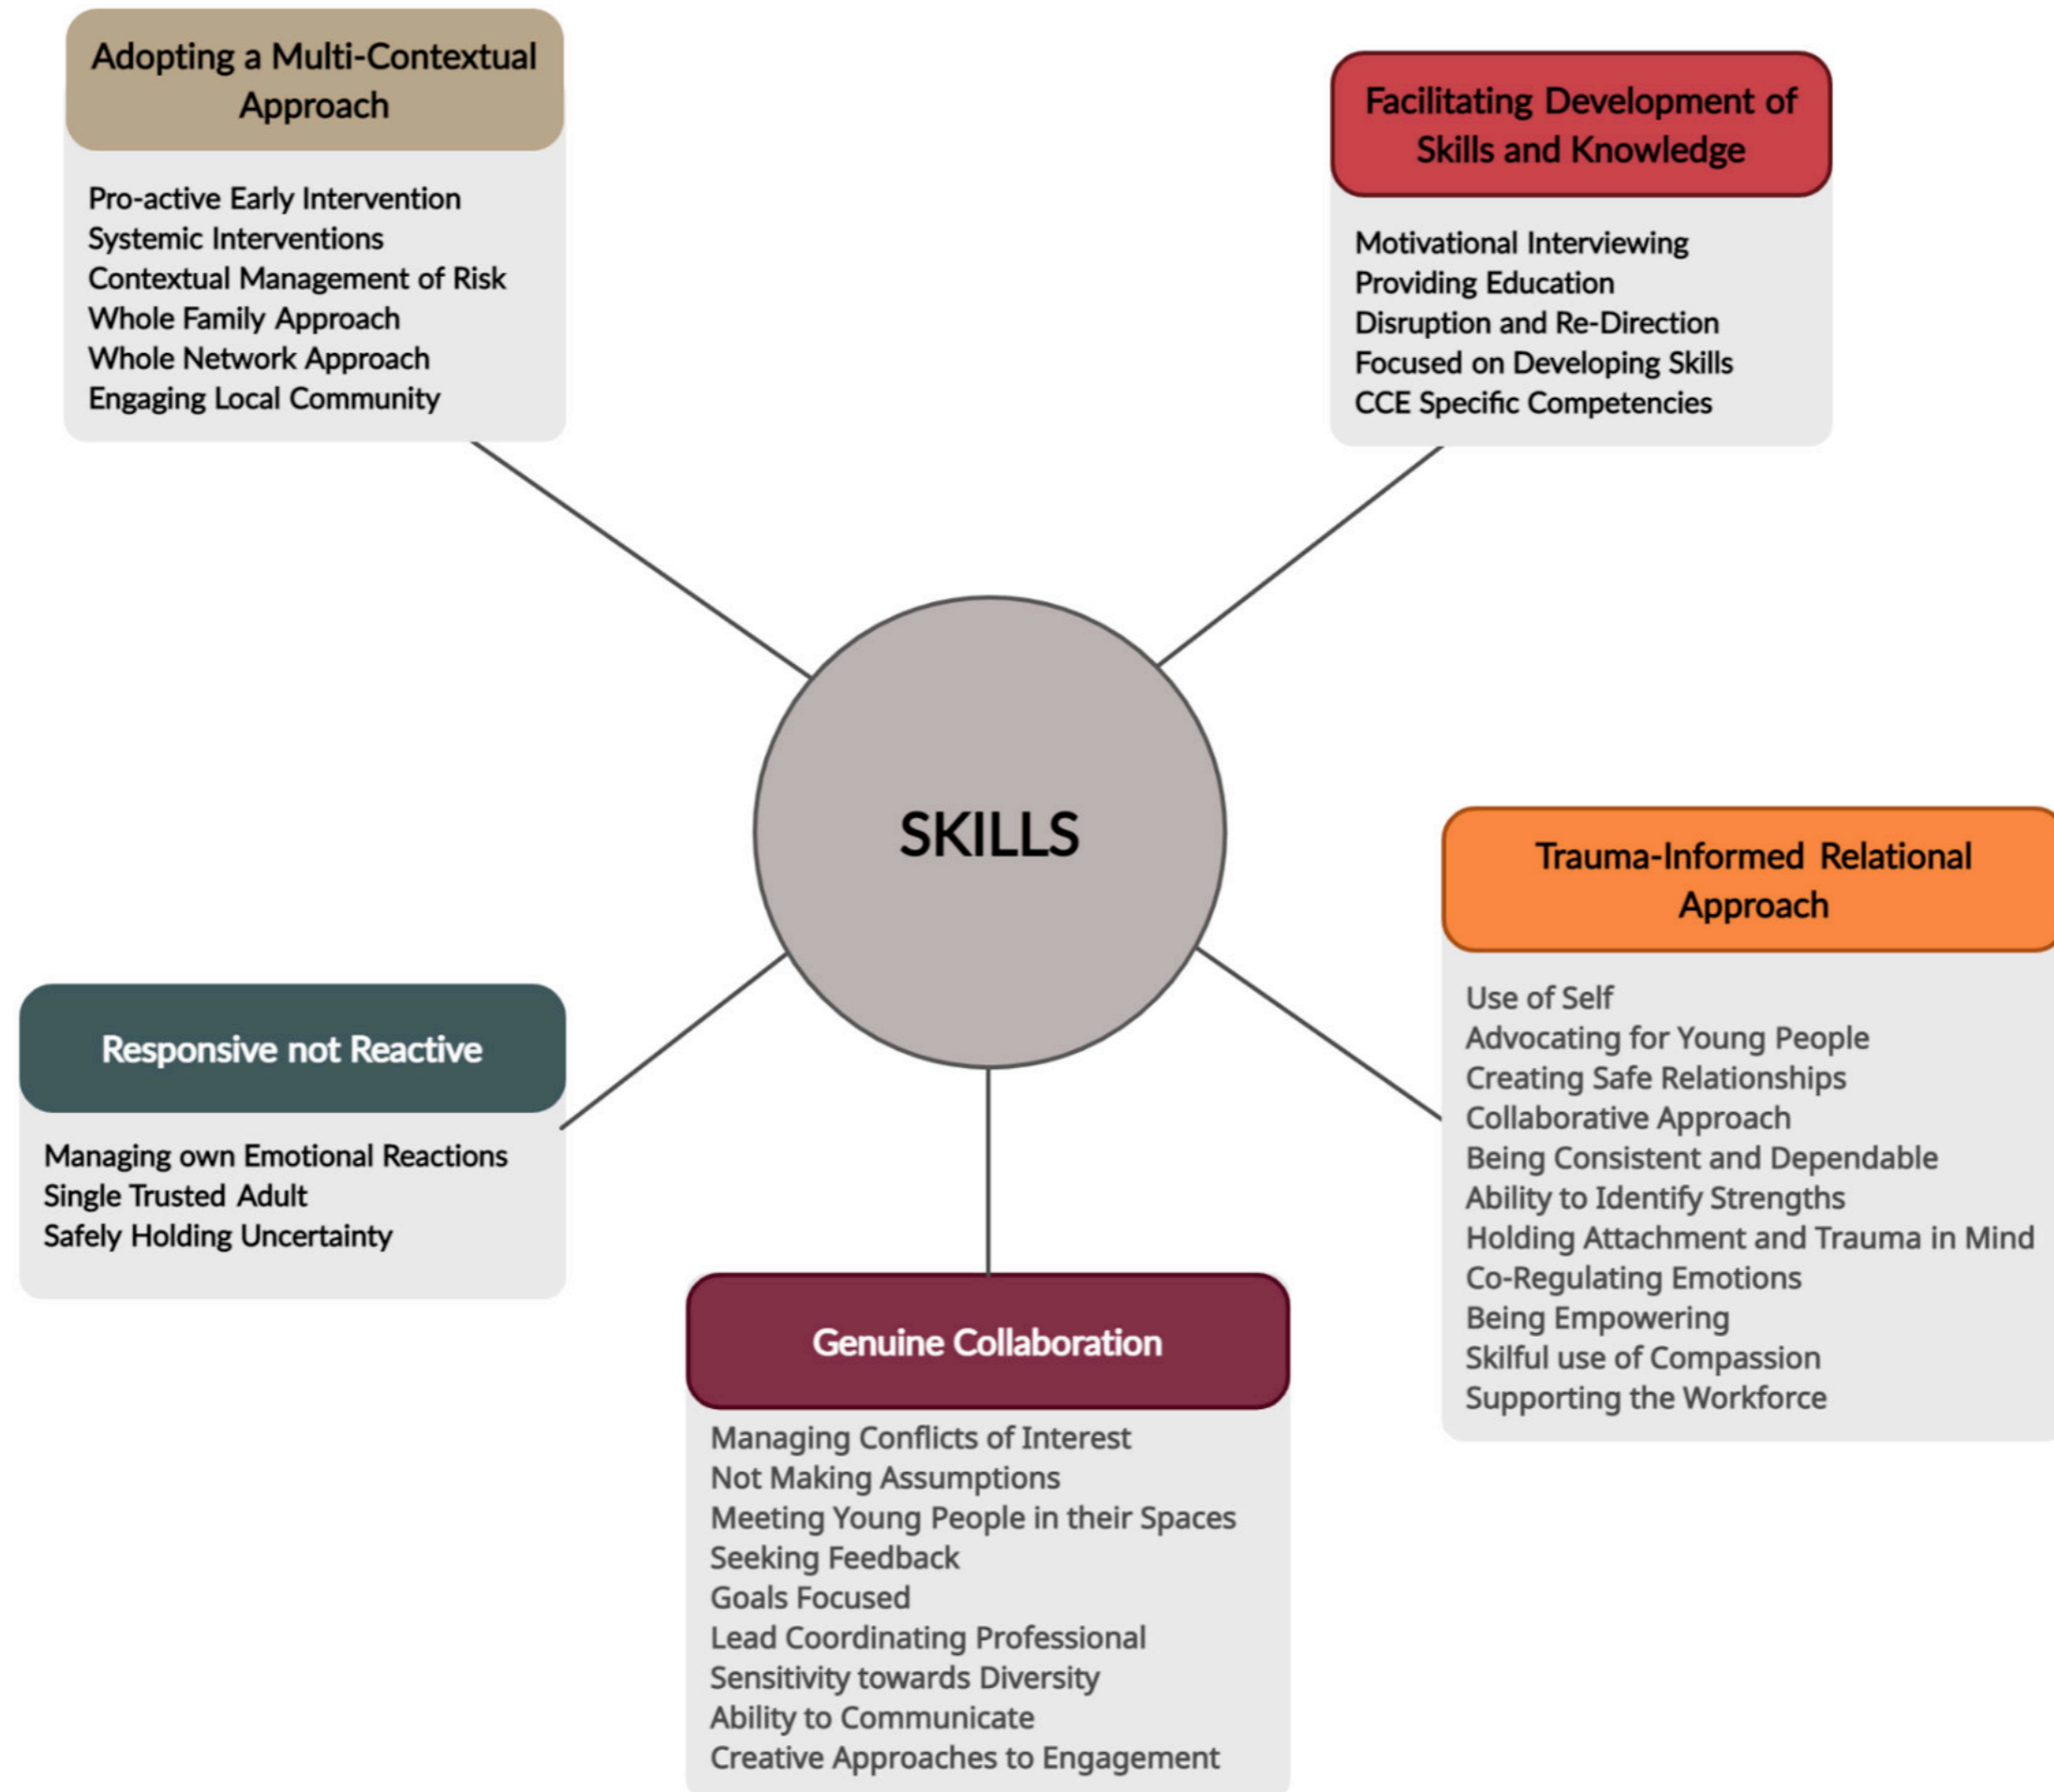 Adopting a Multi-Contextual
Approach
Pro-active Early Intervention
Systemic Interventions
Contextual Management of Risk
Whole Family Approach
Whole Network Approach
Engaging Local Community
Facilitating Development of
Skills and Knowledge
Motivational Interviewing
Providing Education
Disruption and Re-Direction
Focused on Developing Skills
CCE Specific Competencies
SKILLS
Trauma-Informed Relational
Approach
Use of Self
Advocating for Young People
Creating Safe Relationships
Collaborative Approach
Being Consistent and Dependable
Ability to Identify Strengths
Holding Attachment and Trauma in Mind
Co-Regulating Emotions
Being Empowering
Skilful use of Compassion
Supporting the Workforce
Responsive not Reactive
Managing own Emotional Reactions
Single Trusted Adult
Safely Holding Uncertainty
Genuine Collaboration
Managing Conflicts of Interest
Not Making Assumptions
Meeting Young People in their Spaces
Seeking Feedback
Goals Focused
Lead Coordinating Professional
Sensitivity towards Diversity
Ability to Communicate
Creative Approaches to Engagement